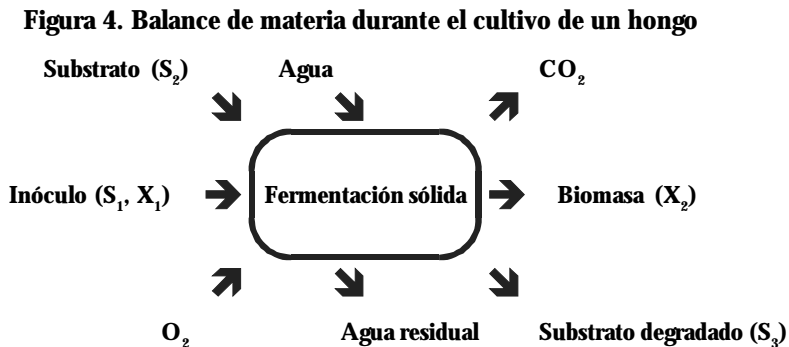 Figura 4. Balance de materia durante el cultivo de un hongo
Substrato (S₂) Agua CO₂
Inóculo (S₁, X₁) Fermentación sólida Biomasa (X₂)
O₂ Agua residual Substrato degradado (S₃)